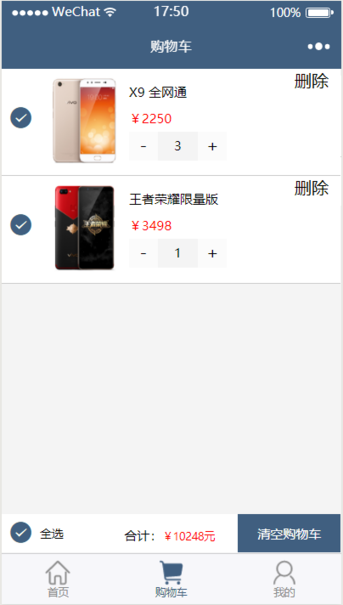 WeChat 17:50 100%
购物车
X9 全网通 删除
￥2250
- 3 +
王者荣耀限量版 删除
￥3498
- 1 +
全选 合计：￥10248元 清空购物车
首页 购物车 我的